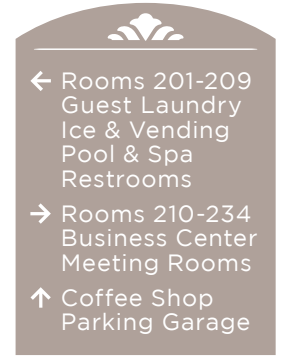 ← Rooms 201-209
Guest Laundry
Ice & Vending
Pool & Spa
Restrooms
→ Rooms 210-234
Business Center
Meeting Rooms
↑ Coffee Shop
Parking Garage